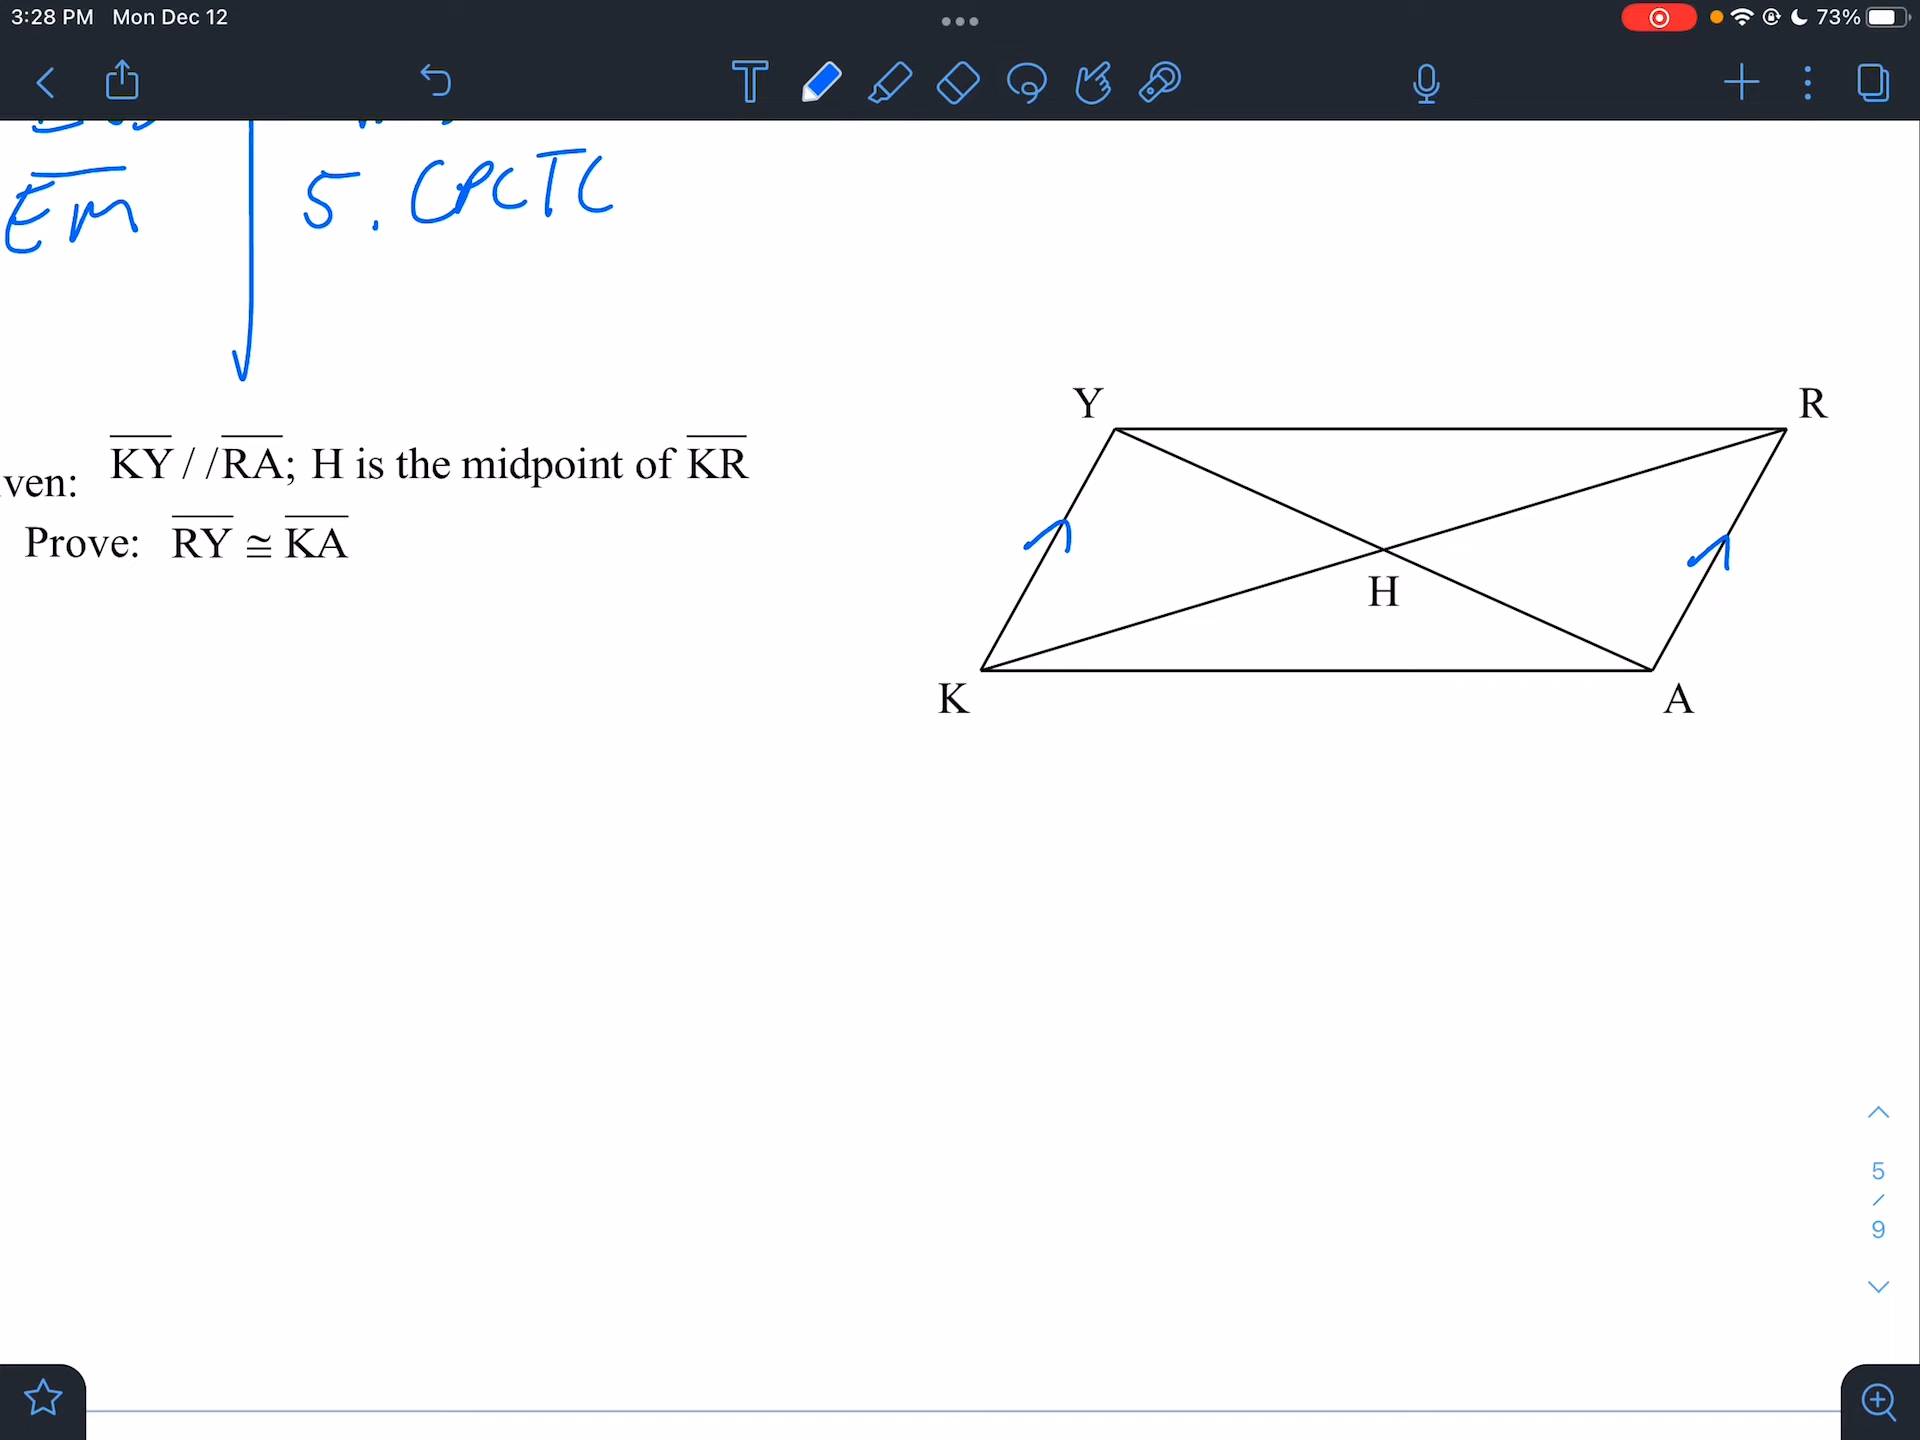 3:28 PM Mon Dec 12
73%
EM
5. CPCTC
ven: KY//RA; H is the midpoint of KR
Prove: RY ≅ KA
Y
R
H
K
A
5
/
9